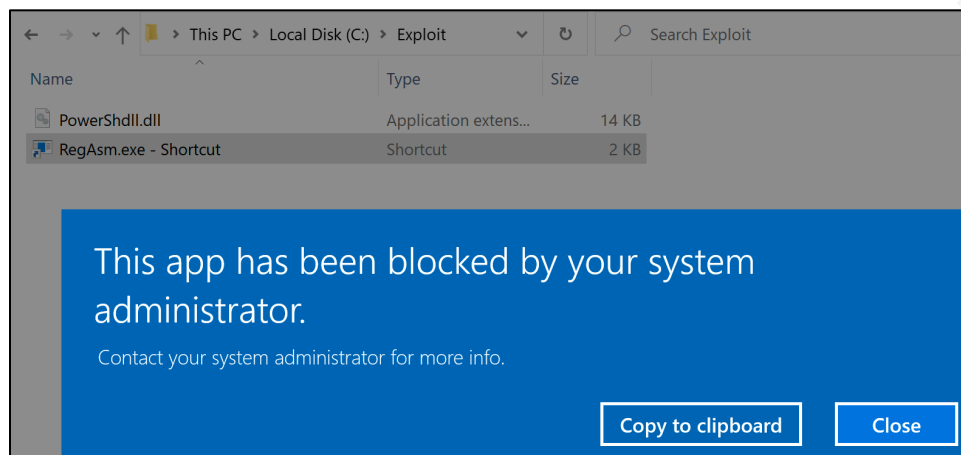 This PC > Local Disk (C:) > Exploit
Search Exploit
Name Type Size
PowerShdll.dll Application extens... 14 KB
RegAsm.exe - Shortcut Shortcut 2 KB
This app has been blocked by your system
administrator.
Contact your system administrator for more info.
Copy to clipboard Close